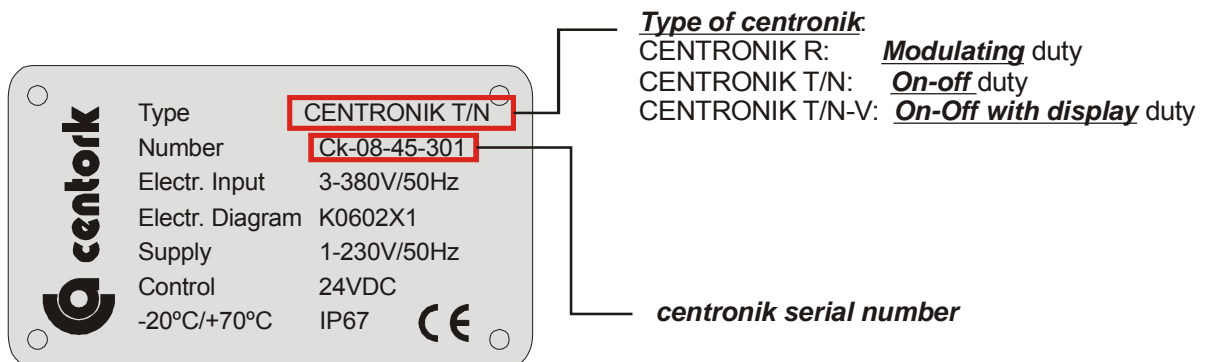 Type of centronik:
CENTRONIK R: Modulating duty
CENTRONIK T/N: On-off duty
CENTRONIK T/N-V: On-Off with display duty
centork
Type CENTRONIK T/N
Number Ck-08-45-301
Electr. Input 3-380V/50Hz
Electr. Diagram K0602X1
Supply 1-230V/50Hz
Control 24VDC
-20ºC/+70ºC IP67 CE
centronik serial number